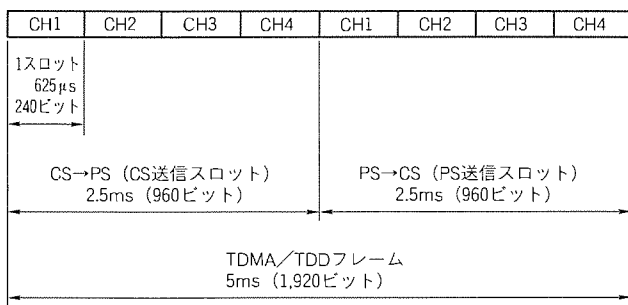 CH1 CH2 CH3 CH4 CH1 CH2 CH3 CH4
1スロット
625μs
240ビット
CS→PS（CS送信スロット）
2.5ms（960ビット）
PS→CS（PS送信スロット）
2.5ms（960ビット）
TDMA／TDDフレーム
5ms（1,920ビット）